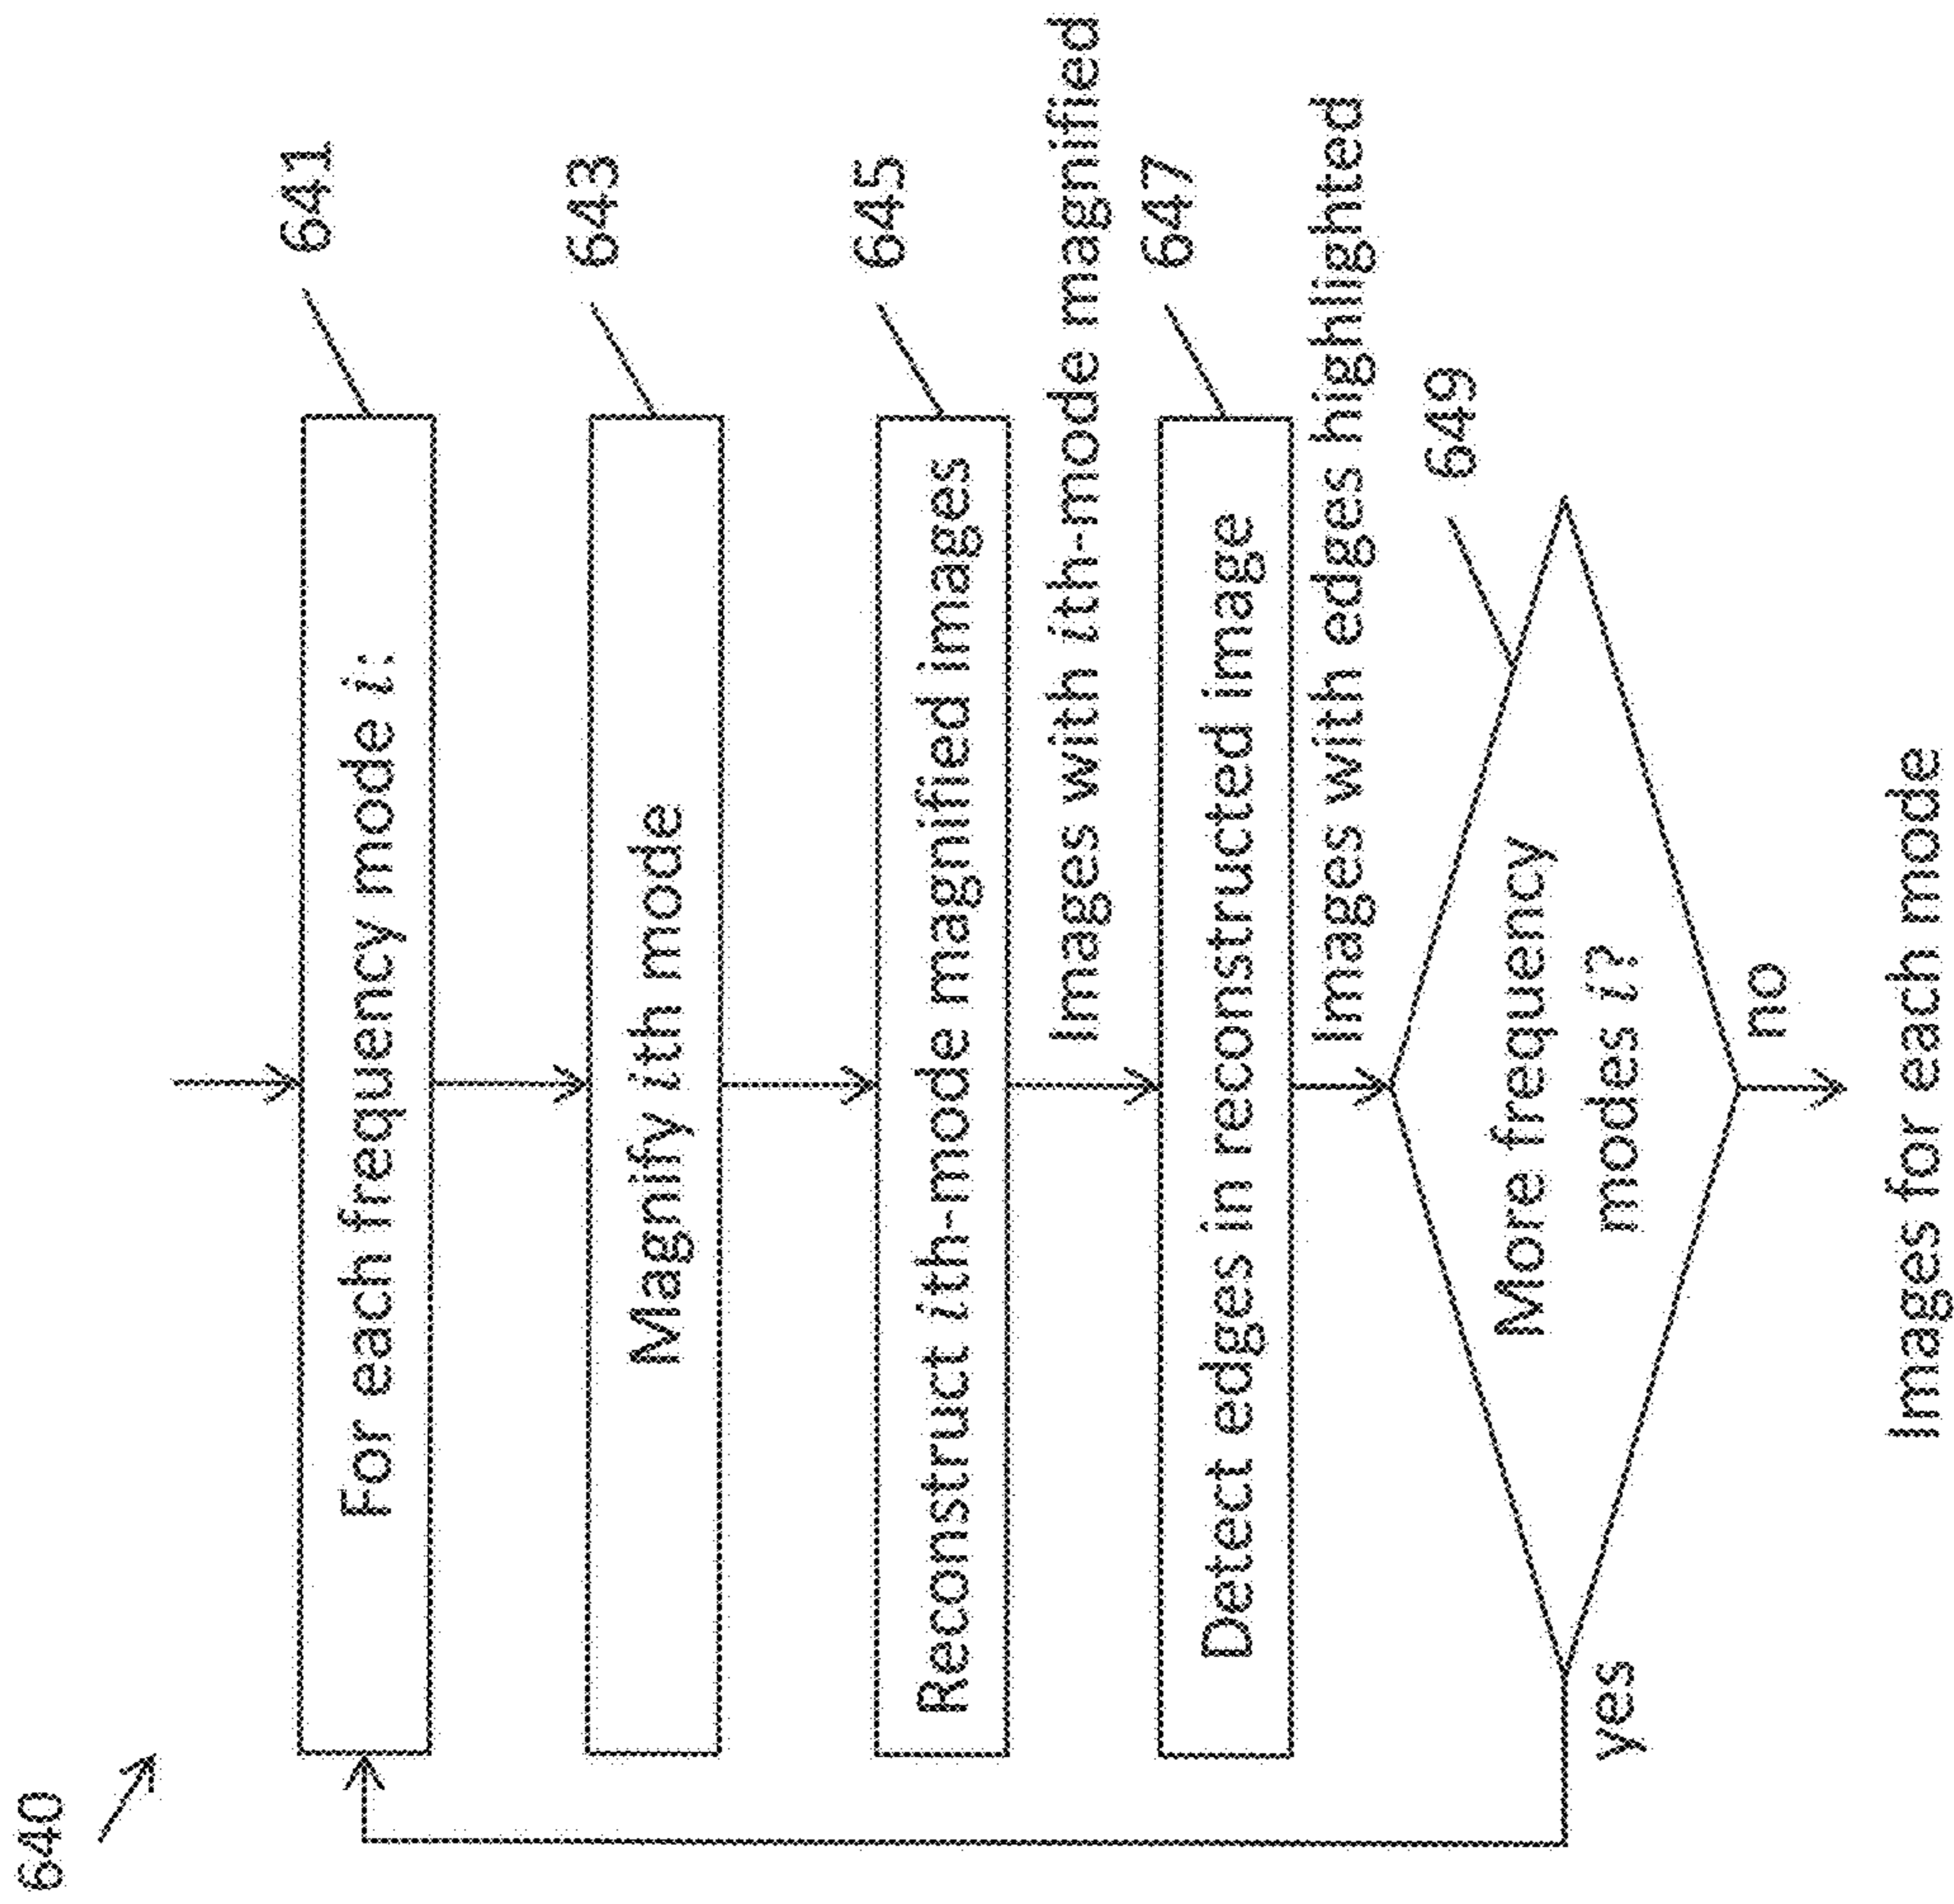 640
For each frequency mode i:
641
Magnify ith mode
643
Reconstruct ith-mode magnified images
645
Images with ith-mode magnified
Detect edges in reconstructed image
647
Images with edges highlighted
More frequency
modes i?
649
yes
no
Images for each mode